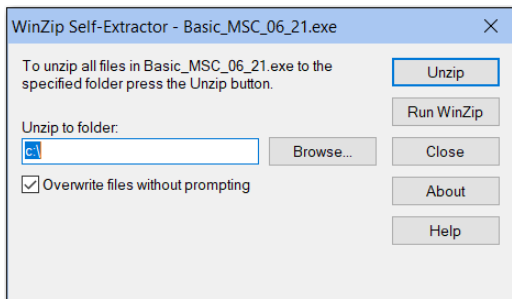 WinZip Self-Extractor - Basic_MSC_06_21.exe
To unzip all files in Basic_MSC_06_21.exe to the
specified folder press the Unzip button.
Unzip to folder:
c:\
Browse...
Overwrite files without prompting
Unzip
Run WinZip
Close
About
Help